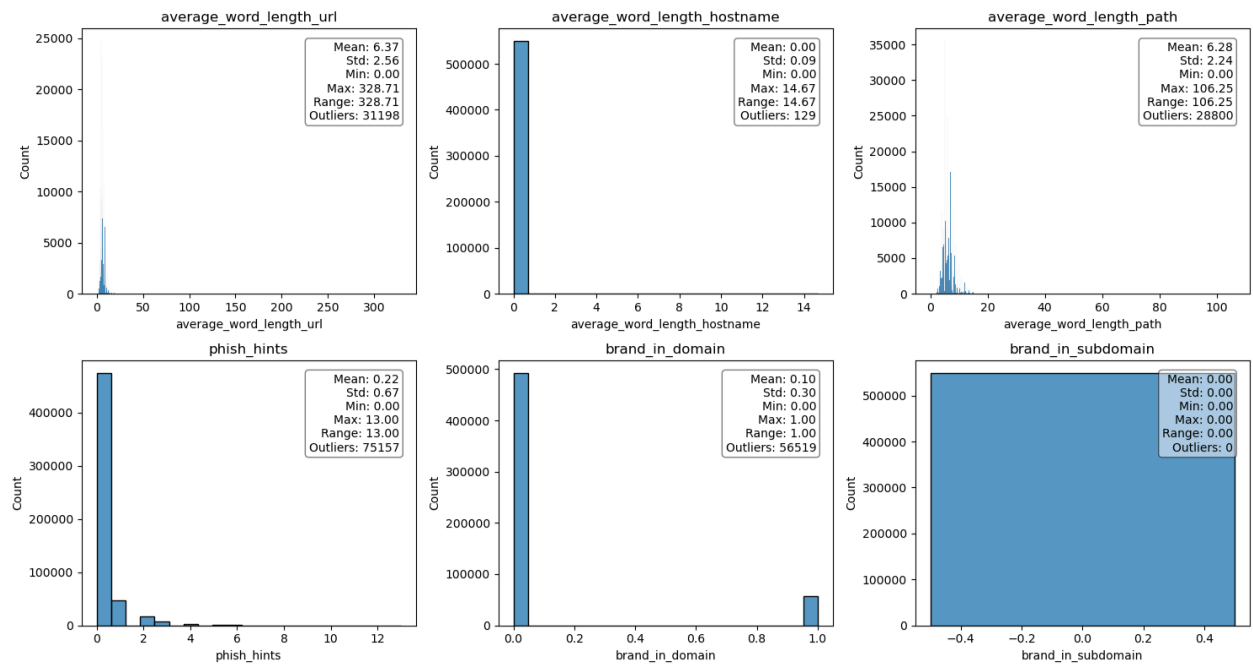 average_word_length_url
25000
20000
15000
10000
5000
0
Count
Mean: 6.37
Std: 2.56
Min: 0.00
Max: 328.71
Range: 328.71
Outliers: 31198
0 50 100 150 200 250 300
average_word_length_url
average_word_length_hostname
500000
400000
300000
200000
100000
0
Count
Mean: 0.00
Std: 0.09
Min: 0.00
Max: 14.67
Range: 14.67
Outliers: 129
0 2 4 6 8 10 12 14
average_word_length_hostname
average_word_length_path
35000
30000
25000
20000
15000
10000
5000
0
Count
Mean: 6.28
Std: 2.24
Min: 0.00
Max: 106.25
Range: 106.25
Outliers: 28800
0 20 40 60 80 100
average_word_length_path
phish_hints
400000
300000
200000
100000
0
Count
Mean: 0.22
Std: 0.67
Min: 0.00
Max: 13.00
Range: 13.00
Outliers: 75157
0 2 4 6 8 10 12
phish_hints
brand_in_domain
500000
400000
300000
200000
100000
0
Count
Mean: 0.10
Std: 0.30
Min: 0.00
Max: 1.00
Range: 1.00
Outliers: 56519
0.0 0.2 0.4 0.6 0.8 1.0
brand_in_domain
brand_in_subdomain
500000
400000
300000
200000
100000
0
Count
Mean: 0.00
Std: 0.00
Min: 0.00
Max: 0.00
Range: 0.00
Outliers: 0
−0.4 −0.2 0.0 0.2 0.4
brand_in_subdomain